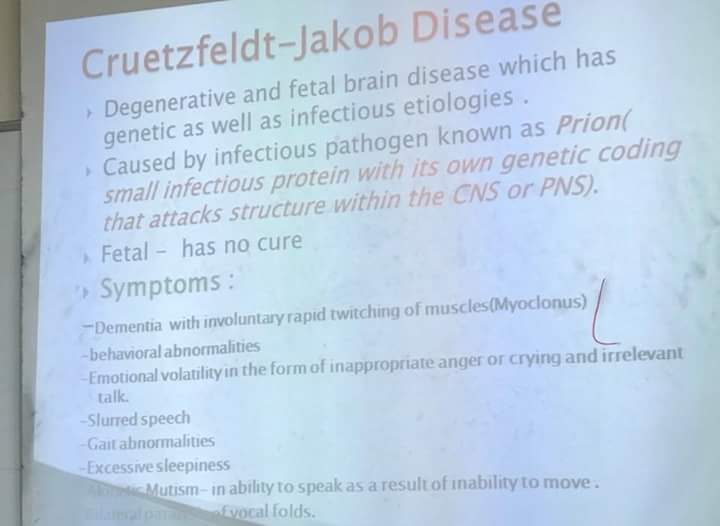 Cruetzfeldt-Jakob Disease
Degenerative and fetal brain disease which has
genetic as well as infectious etiologies .
Caused by infectious pathogen known as Prion(
small infectious protein with its own genetic coding
that attacks structure within the CNS or PNS).
Fetal - has no cure
Symptoms :
-Dementia with involuntary rapid twitching of muscles(Myoclonus)
-behavioral abnormalities
-Emotional volatility in the form of inappropriate anger or crying and irrelevant
talk.
-Slurred speech
-Gait abnormalities
-Excessive sleepiness
Mutism- in ability to speak as a result of inability to move .
of vocal folds.